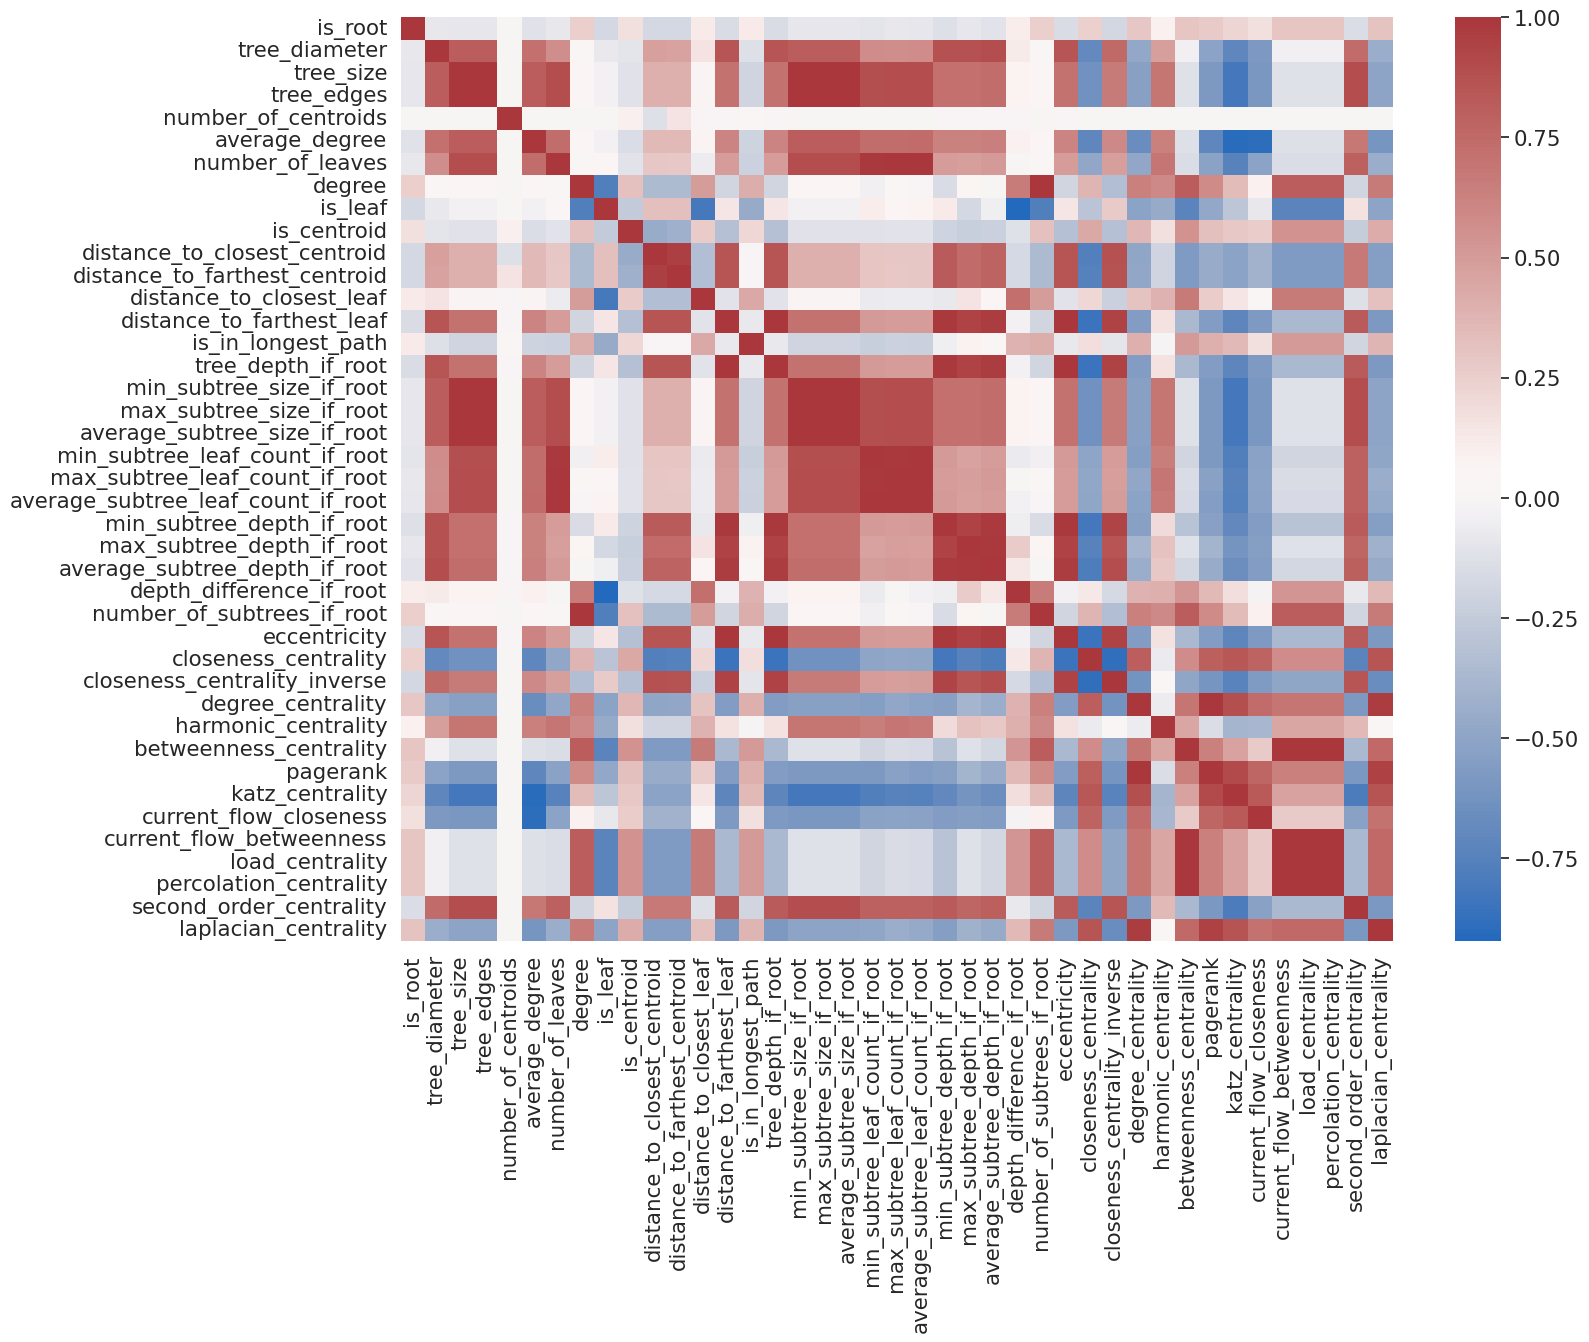 is_root
tree_diameter
tree_size
tree_edges
number_of_centroids
average_degree
number_of_leaves
degree
is_leaf
is_centroid
distance_to_closest_centroid
distance_to_farthest_centroid
distance_to_closest_leaf
distance_to_farthest_leaf
is_in_longest_path
tree_depth_if_root
min_subtree_size_if_root
max_subtree_size_if_root
average_subtree_size_if_root
min_subtree_leaf_count_if_root
max_subtree_leaf_count_if_root
average_subtree_leaf_count_if_root
min_subtree_depth_if_root
max_subtree_depth_if_root
average_subtree_depth_if_root
depth_difference_if_root
number_of_subtrees_if_root
eccentricity
closeness_centrality
closeness_centrality_inverse
degree_centrality
harmonic_centrality
betweenness_centrality
pagerank
katz_centrality
current_flow_closeness
current_flow_betweenness
load_centrality
percolation_centrality
second_order_centrality
laplacian_centrality
is_root
tree_diameter
tree_size
tree_edges
number_of_centroids
average_degree
number_of_leaves
degree
is_leaf
is_centroid
distance_to_closest_centroid
distance_to_farthest_centroid
distance_to_closest_leaf
distance_to_farthest_leaf
is_in_longest_path
tree_depth_if_root
min_subtree_size_if_root
max_subtree_size_if_root
average_subtree_size_if_root
min_subtree_leaf_count_if_root
max_subtree_leaf_count_if_root
average_subtree_leaf_count_if_root
min_subtree_depth_if_root
max_subtree_depth_if_root
average_subtree_depth_if_root
depth_difference_if_root
number_of_subtrees_if_root
eccentricity
closeness_centrality
closeness_centrality_inverse
degree_centrality
harmonic_centrality
betweenness_centrality
pagerank
katz_centrality
current_flow_closeness
current_flow_betweenness
load_centrality
percolation_centrality
second_order_centrality
laplacian_centrality
1.00
0.75
0.50
0.25
0.00
−0.25
−0.50
−0.75